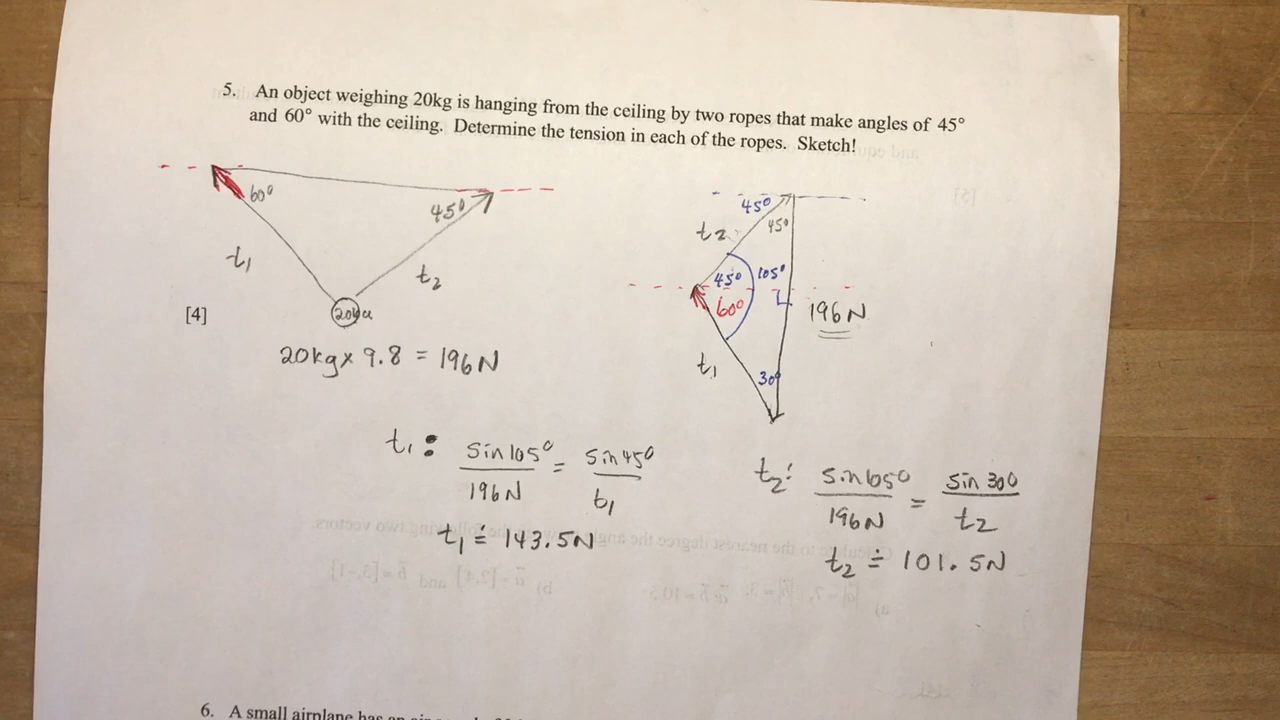 5. An object weighing 20kg is hanging from the ceiling by two ropes that make angles of 45°
and 60° with the ceiling. Determine the tension in each of the ropes. Sketch!
60°
45°
t1
t2
20kg
[4]
20kg × 9.8 = 196N
45°
45°
t2
45°
105°
60°
196N
t1
30°
t1: sin105°/196N = sin45°/t1
t1 ≐ 143.5N
t2: sin105°/196N = sin30°/t2
t2 ≐ 101.5N
6. A small airplane has an